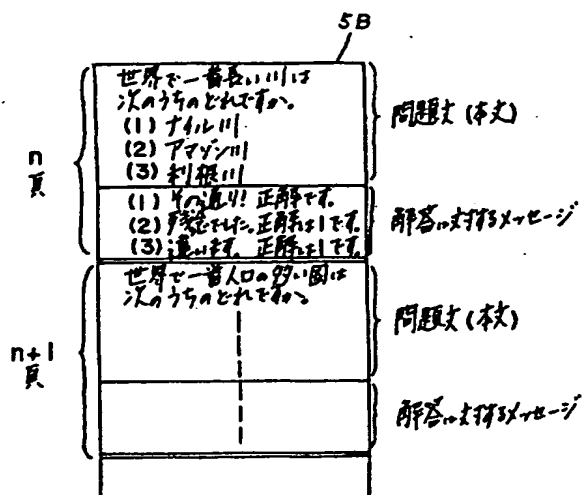 5B
n
頁
世界で一番長い川は
次のうちのどれですか。
(1) ナイル川
(2) アマゾン川
(3) 利根川
問題文(本文)
(1) その通り! 正解です。
(2) 残念でした。正解は1です。
(3) 違います。正解は1です。
解答に対するメッセージ
n+1
頁
世界で一番人口の多い国は
次のうちのどれですか。
問題文(本文)
解答に対するメッセージ